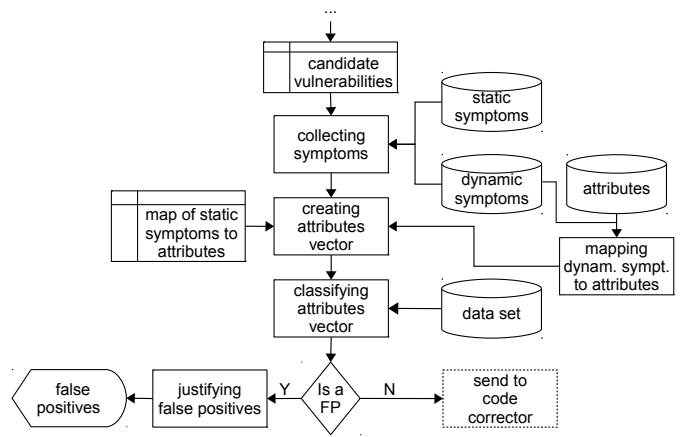 ...
candidate
vulnerabilities
static
symptoms
collecting
symptoms
dynamic
symptoms
attributes
map of static
symptoms to
attributes
creating
attributes
vector
mapping
dynam. sympt.
to attributes
classifying
attributes
vector
data set
false
positives
justifying
false positives
Y
Is a
FP
N
send to
code
corrector